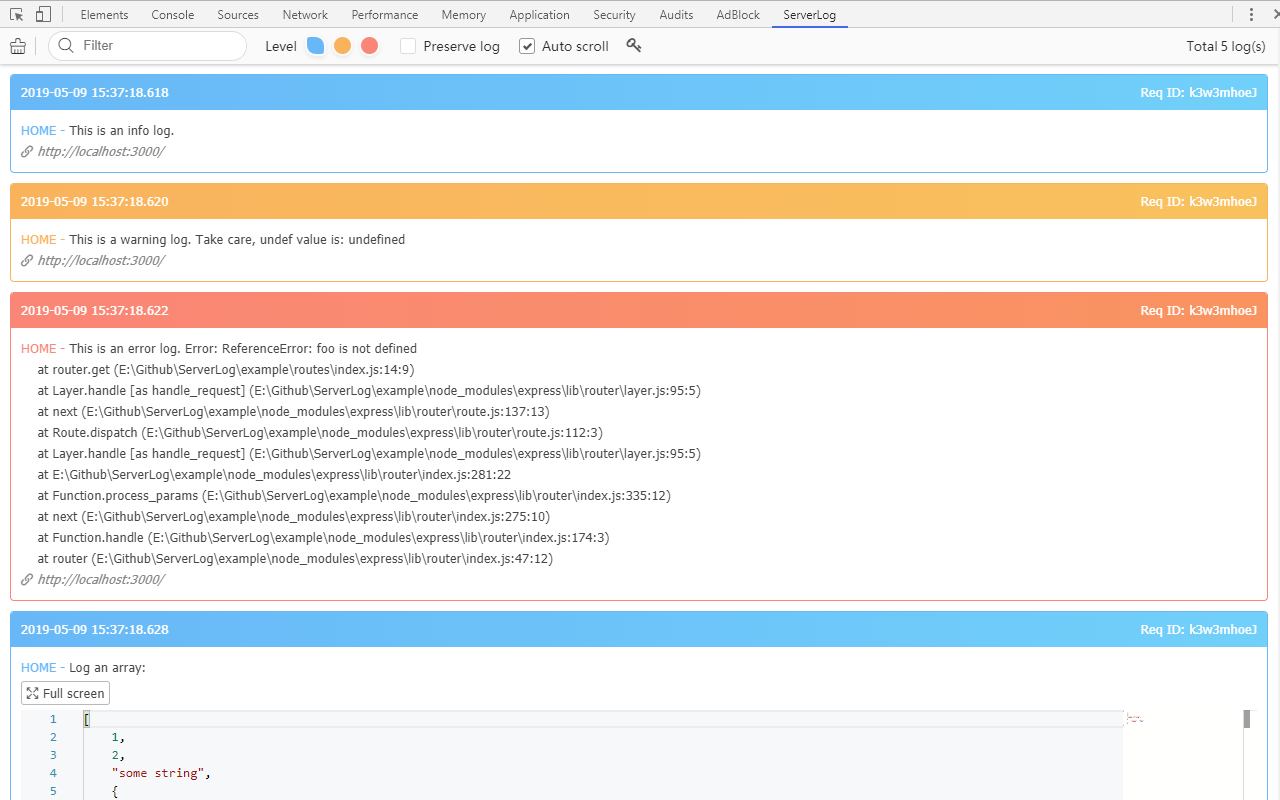 Elements Console Sources Network Performance Memory Application Security Audits AdBlock ServerLog
Filter Level Preserve log Auto scroll Total 5 log(s)
2019-05-09 15:37:18.618 Req ID: k3w3mhoeJ
HOME - This is an info log.
http://localhost:3000/
2019-05-09 15:37:18.620 Req ID: k3w3mhoeJ
HOME - This is a warning log. Take care, undef value is: undefined
http://localhost:3000/
2019-05-09 15:37:18.622 Req ID: k3w3mhoeJ
HOME - This is an error log. Error: ReferenceError: foo is not defined
at router.get (E:\Github\ServerLog\example\routes\index.js:14:9)
at Layer.handle [as handle_request] (E:\Github\ServerLog\example\node_modules\express\lib\router\layer.js:95:5)
at next (E:\Github\ServerLog\example\node_modules\express\lib\router\route.js:137:13)
at Route.dispatch (E:\Github\ServerLog\example\node_modules\express\lib\router\route.js:112:3)
at Layer.handle [as handle_request] (E:\Github\ServerLog\example\node_modules\express\lib\router\layer.js:95:5)
at E:\Github\ServerLog\example\node_modules\express\lib\router\index.js:281:22
at Function.process_params (E:\Github\ServerLog\example\node_modules\express\lib\router\index.js:335:12)
at next (E:\Github\ServerLog\example\node_modules\express\lib\router\index.js:275:10)
at Function.handle (E:\Github\ServerLog\example\node_modules\express\lib\router\index.js:174:3)
at router (E:\Github\ServerLog\example\node_modules\express\lib\router\index.js:47:12)
http://localhost:3000/
2019-05-09 15:37:18.628 Req ID: k3w3mhoeJ
HOME - Log an array:
Full screen
1 [
2 1,
3 2,
4 "some string",
5 {